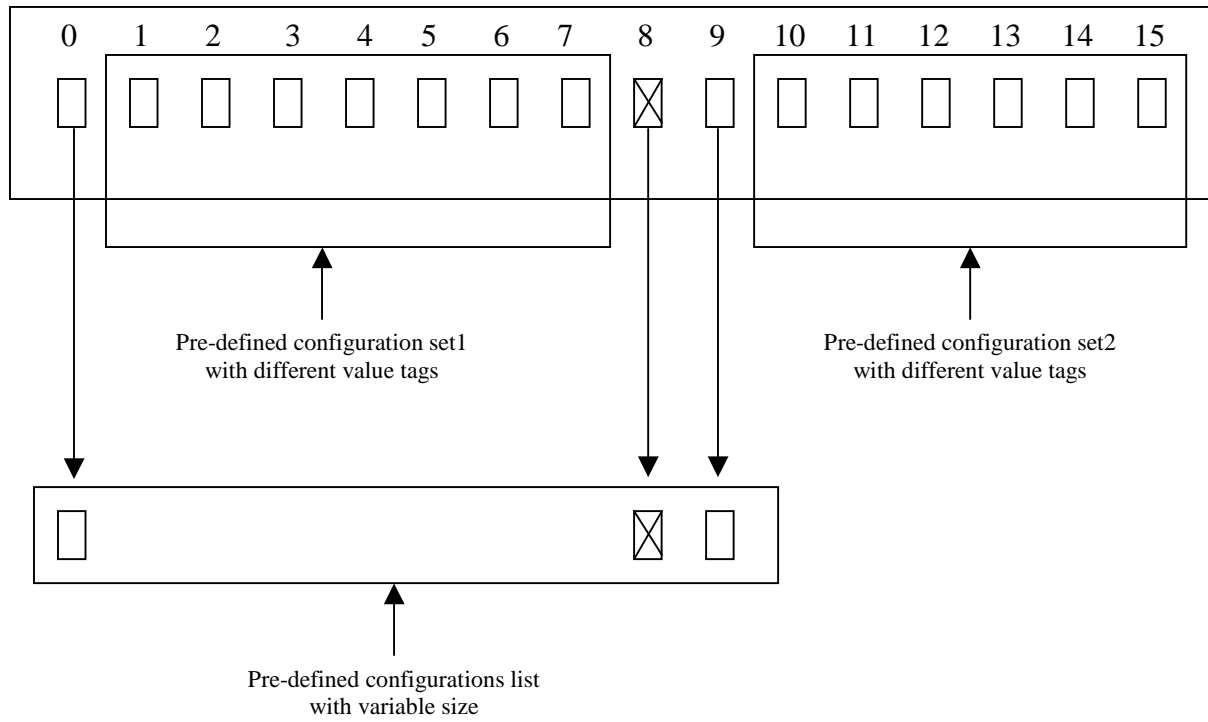 0 1 2 3 4 5 6 7 8 9 10 11 12 13 14 15
Pre-defined configuration set1
with different value tags
Pre-defined configuration set2
with different value tags
Pre-defined configurations list
with variable size